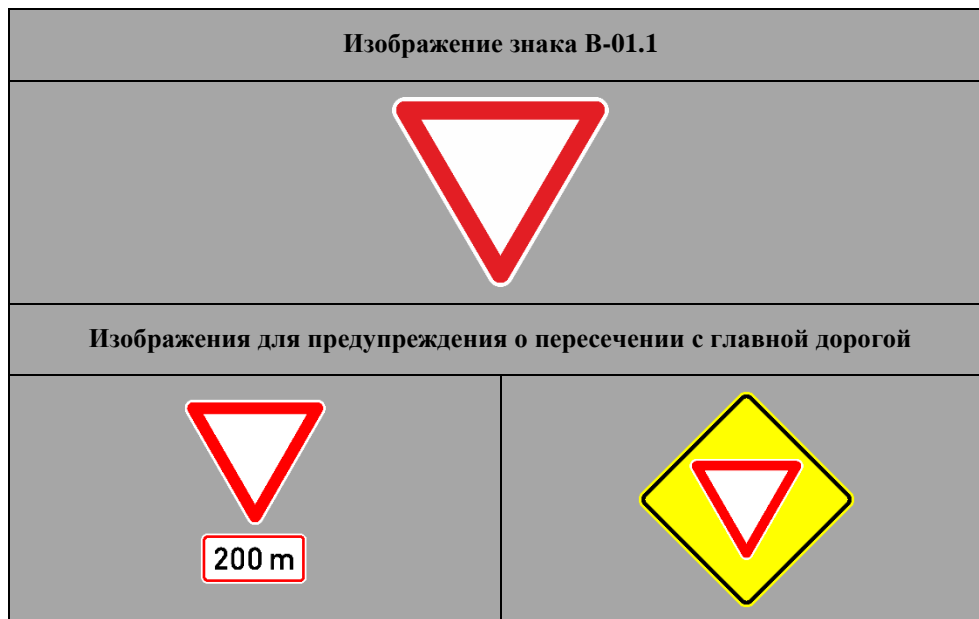 Изображение знака В-01.1
Изображения для предупреждения о пересечении с главной дорогой
200 m